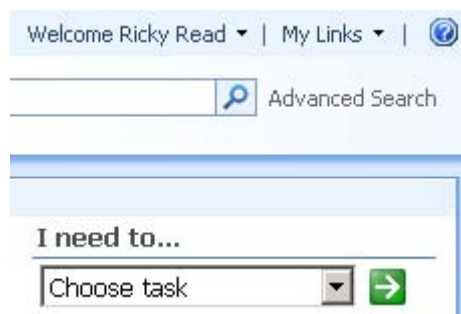 Welcome Ricky Read | My Links |
Advanced Search
I need to...
Choose task